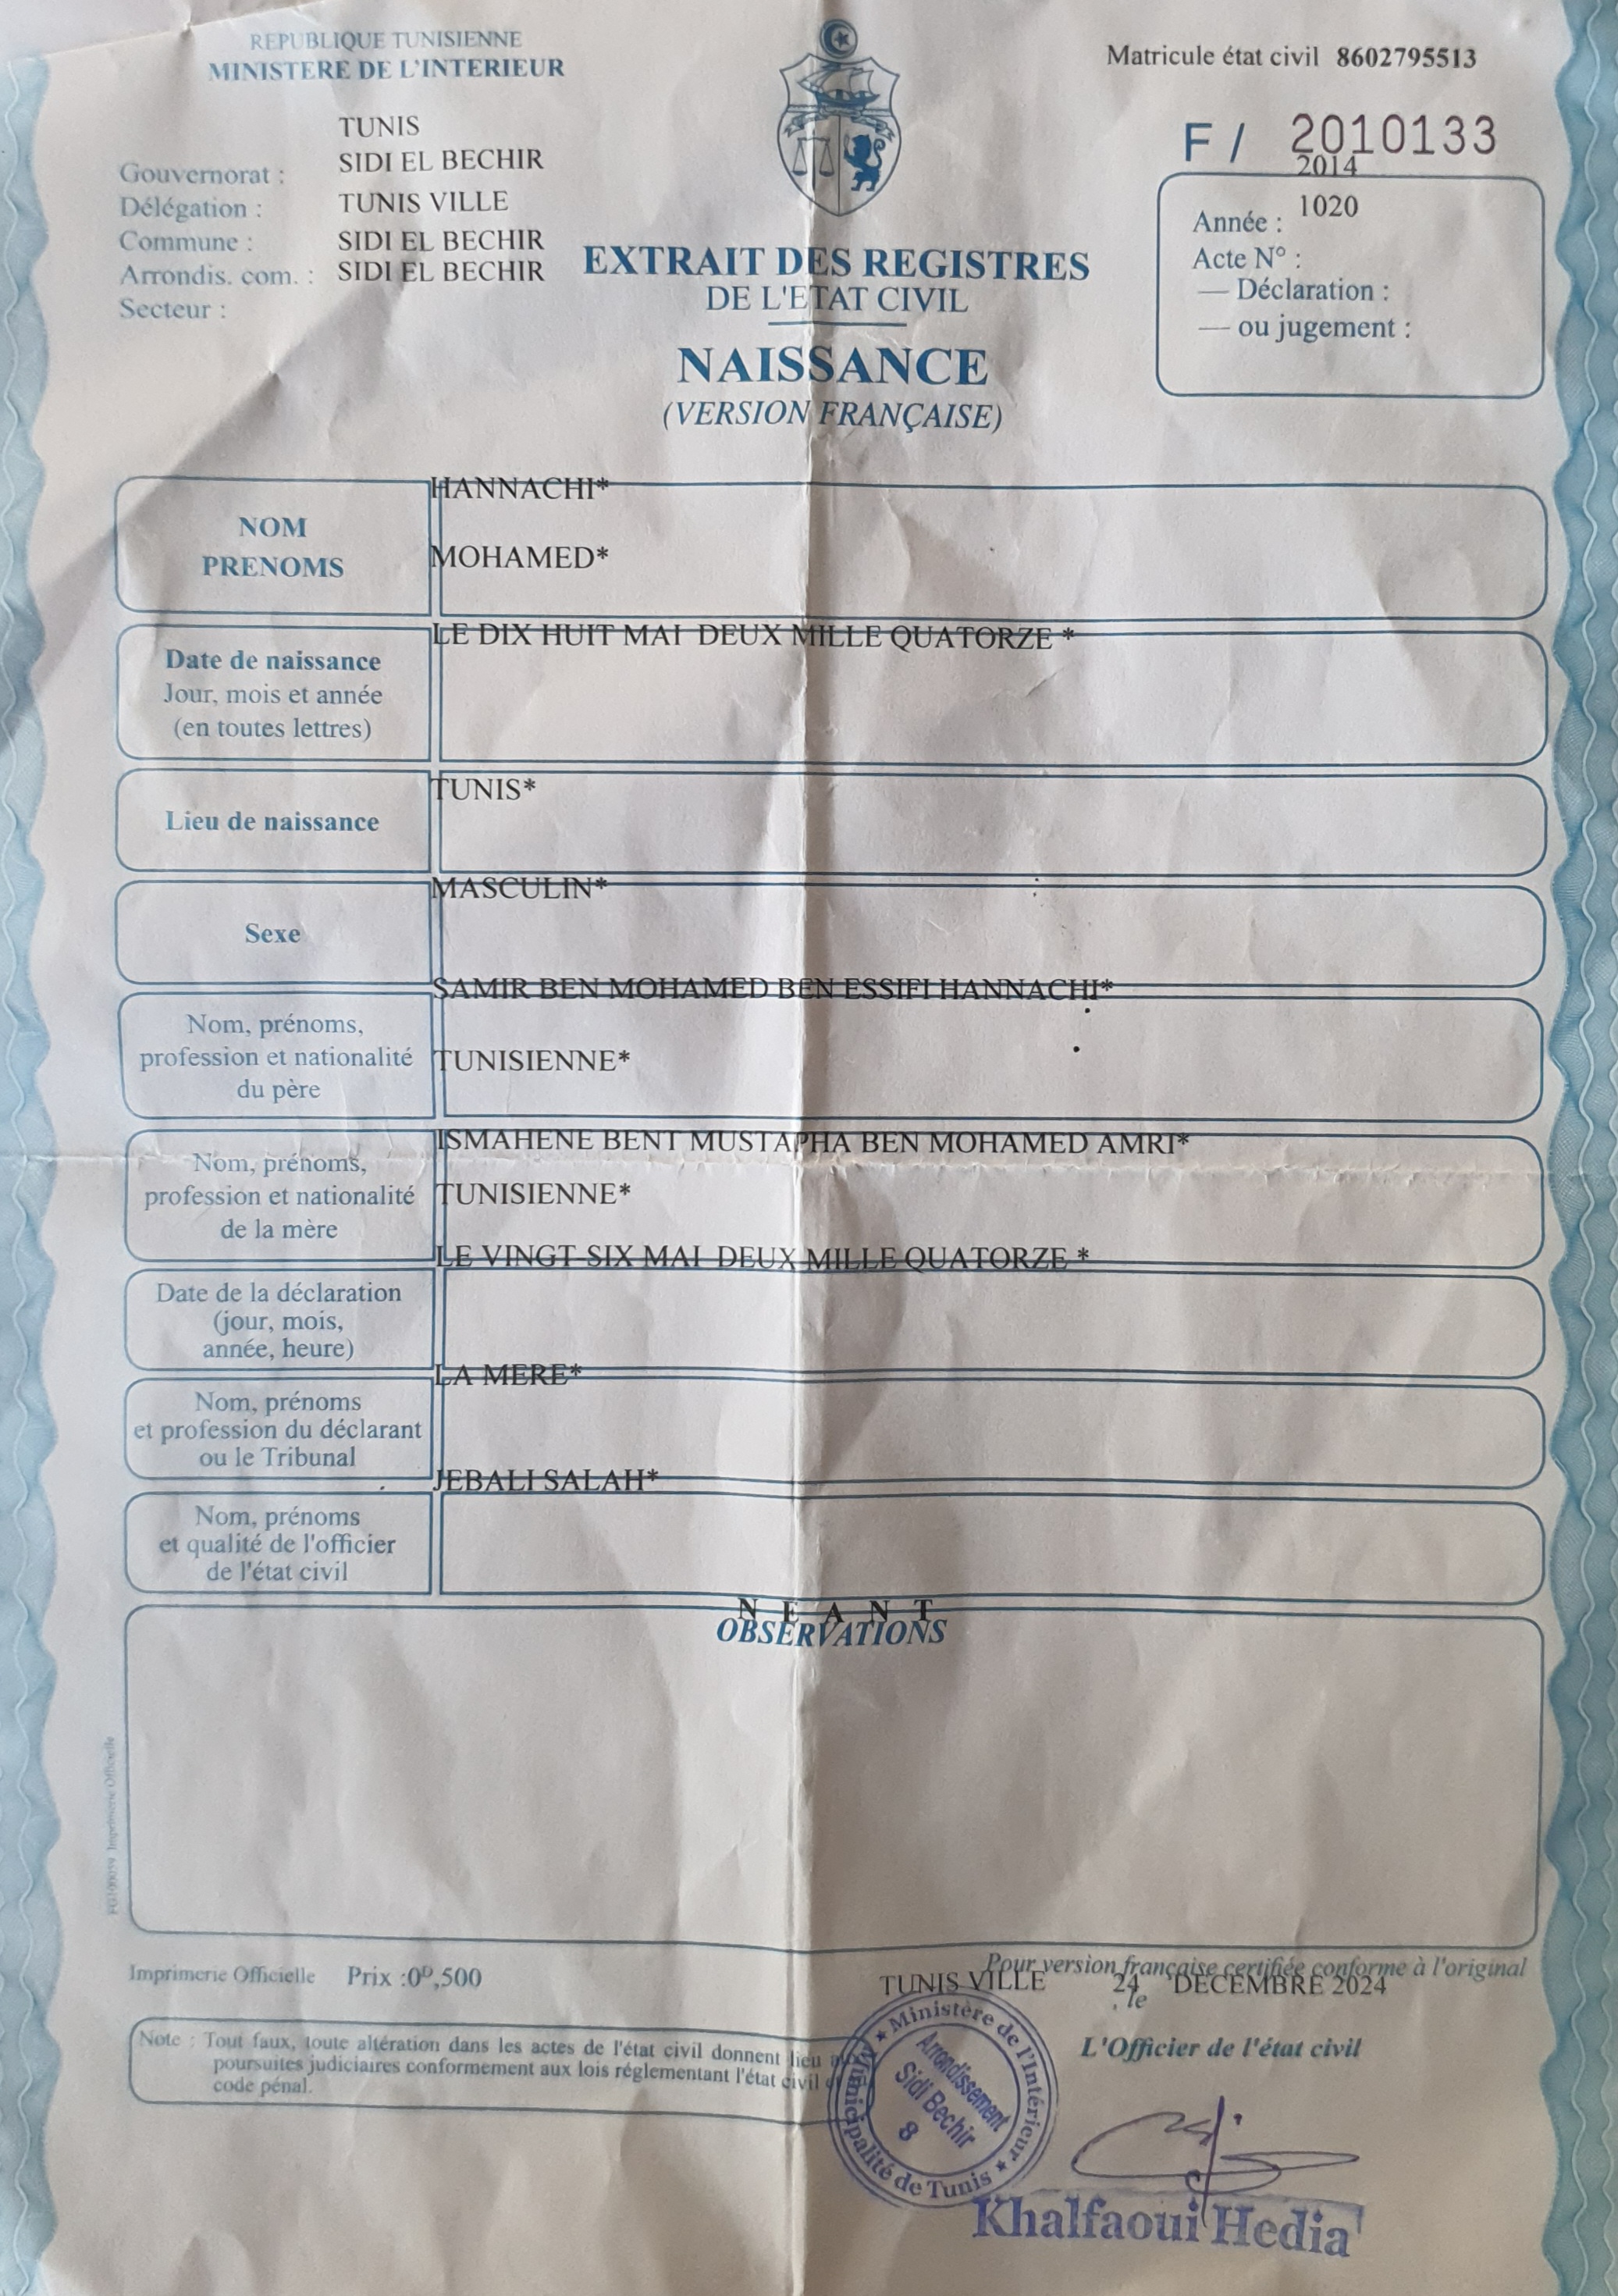 REPUBLIQUE TUNISIENNE
MINISTERE DE L'INTERIEUR
Matricule état civil 8602795513
F / 2010133
TUNIS
Gouvernorat : SIDI EL BECHIR
Délégation : TUNIS VILLE
Commune : SIDI EL BECHIR
Arrondis. com. : SIDI EL BECHIR
Secteur :
2014
Année : 1020
Acte N° :
— Déclaration :
— ou jugement :
EXTRAIT DES REGISTRES
DE L'ETAT CIVIL
NAISSANCE
(VERSION FRANÇAISE)
NOM
PRENOMS
HANNACHI*
MOHAMED*
Date de naissance
Jour, mois et année
(en toutes lettres)
LE DIX HUIT MAI DEUX MILLE QUATORZE *
Lieu de naissance
TUNIS*
Sexe
MASCULIN*
Nom, prénoms,
profession et nationalité
du père
SAMIR BEN MOHAMED BEN ESSIFI HANNACHI*
TUNISIENNE*
Nom, prénoms,
profession et nationalité
de la mère
ISMAHENE BENT MUSTAPHA BEN MOHAMED AMRI*
TUNISIENNE*
Date de la déclaration
(jour, mois,
année, heure)
LE VINGT SIX MAI DEUX MILLE QUATORZE *
Nom, prénoms
et profession du déclarant
ou le Tribunal
LA MERE*
Nom, prénoms
et qualité de l'officier
de l'état civil
JEBALI SALAH*
N E A N T
OBSERVATIONS
Imprimerie Officielle Prix :0ᴰ,500
Pour version française certifiée conforme à l'original
TUNIS VILLE 24 DECEMBRE 2024
, le
L'Officier de l'état civil
Note : Tout faux, toute altération dans les actes de l'état civil donnent lieu
poursuites judiciaires conformement aux lois réglementant l'état civil
code pénal.
Ministère de l'Intérieur
Municipalité de Tunis
Arrondissement
Sidi Bechir
8
Khalfaoui Hedia